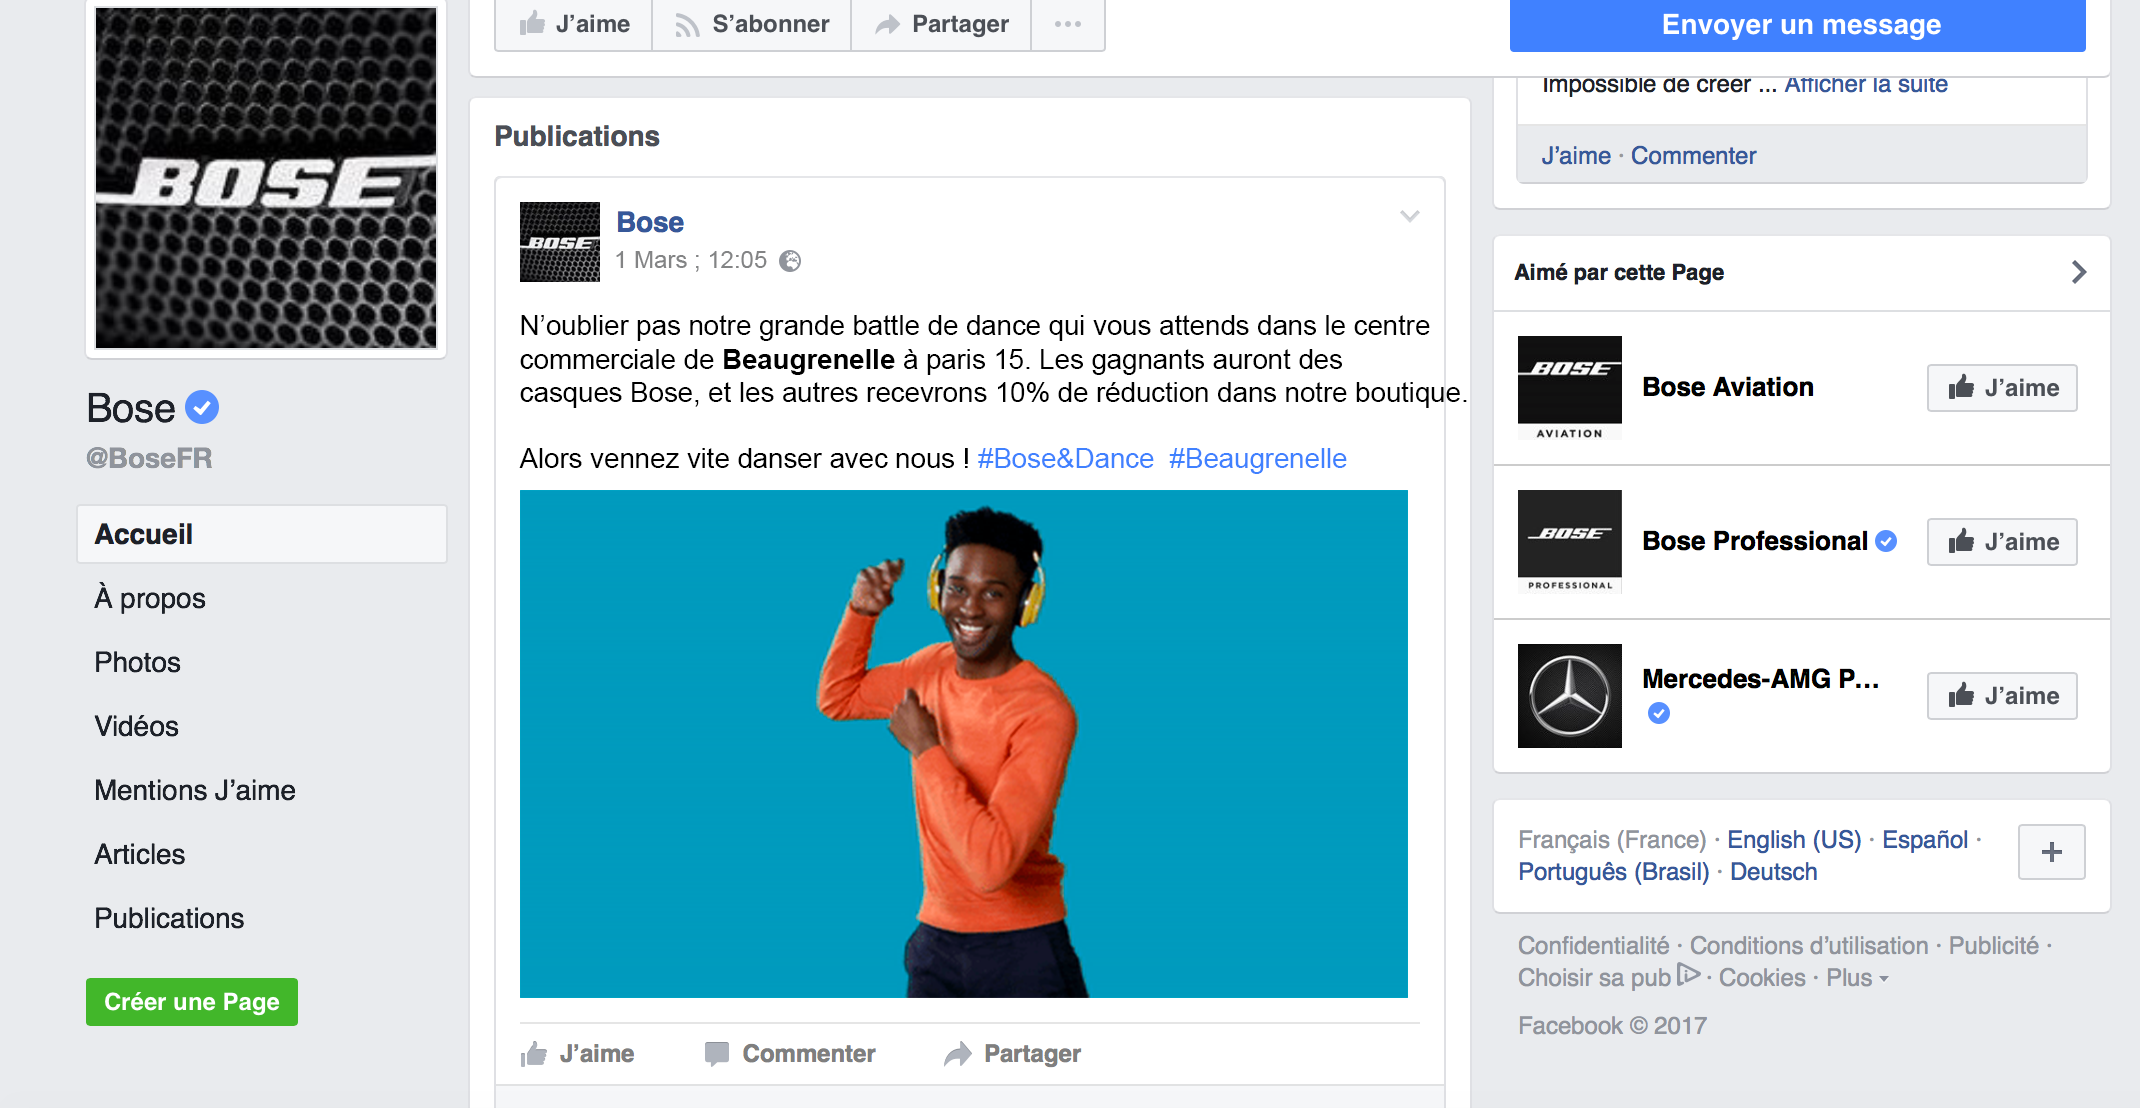 J'aime
S'abonner
Partager
Envoyer un message
BOSE
Bose
@BoseFR
Accueil
À propos
Photos
Vidéos
Mentions J'aime
Articles
Publications
Créer une Page
Publications
BOSE
Bose
1 Mars ; 12:05
N'oublier pas notre grande battle de dance qui vous attends dans le centre
commerciale de Beaugrenelle à paris 15. Les gagnants auront des
casques Bose, et les autres recevrons 10% de réduction dans notre boutique.
Alors vennez vite danser avec nous ! #Bose&Dance #Beaugrenelle
J'aime
Commenter
Partager
Impossible de créer ... Afficher la suite
J'aime · Commenter
Aimé par cette Page
BOSE
AVIATION
Bose Aviation
J'aime
BOSE
PROFESSIONAL
Bose Professional
J'aime
Mercedes-AMG P...
J'aime
Français (France) · English (US) · Español ·
Português (Brasil) · Deutsch
Confidentialité · Conditions d'utilisation · Publicité ·
Choisir sa pub · Cookies · Plus
Facebook © 2017